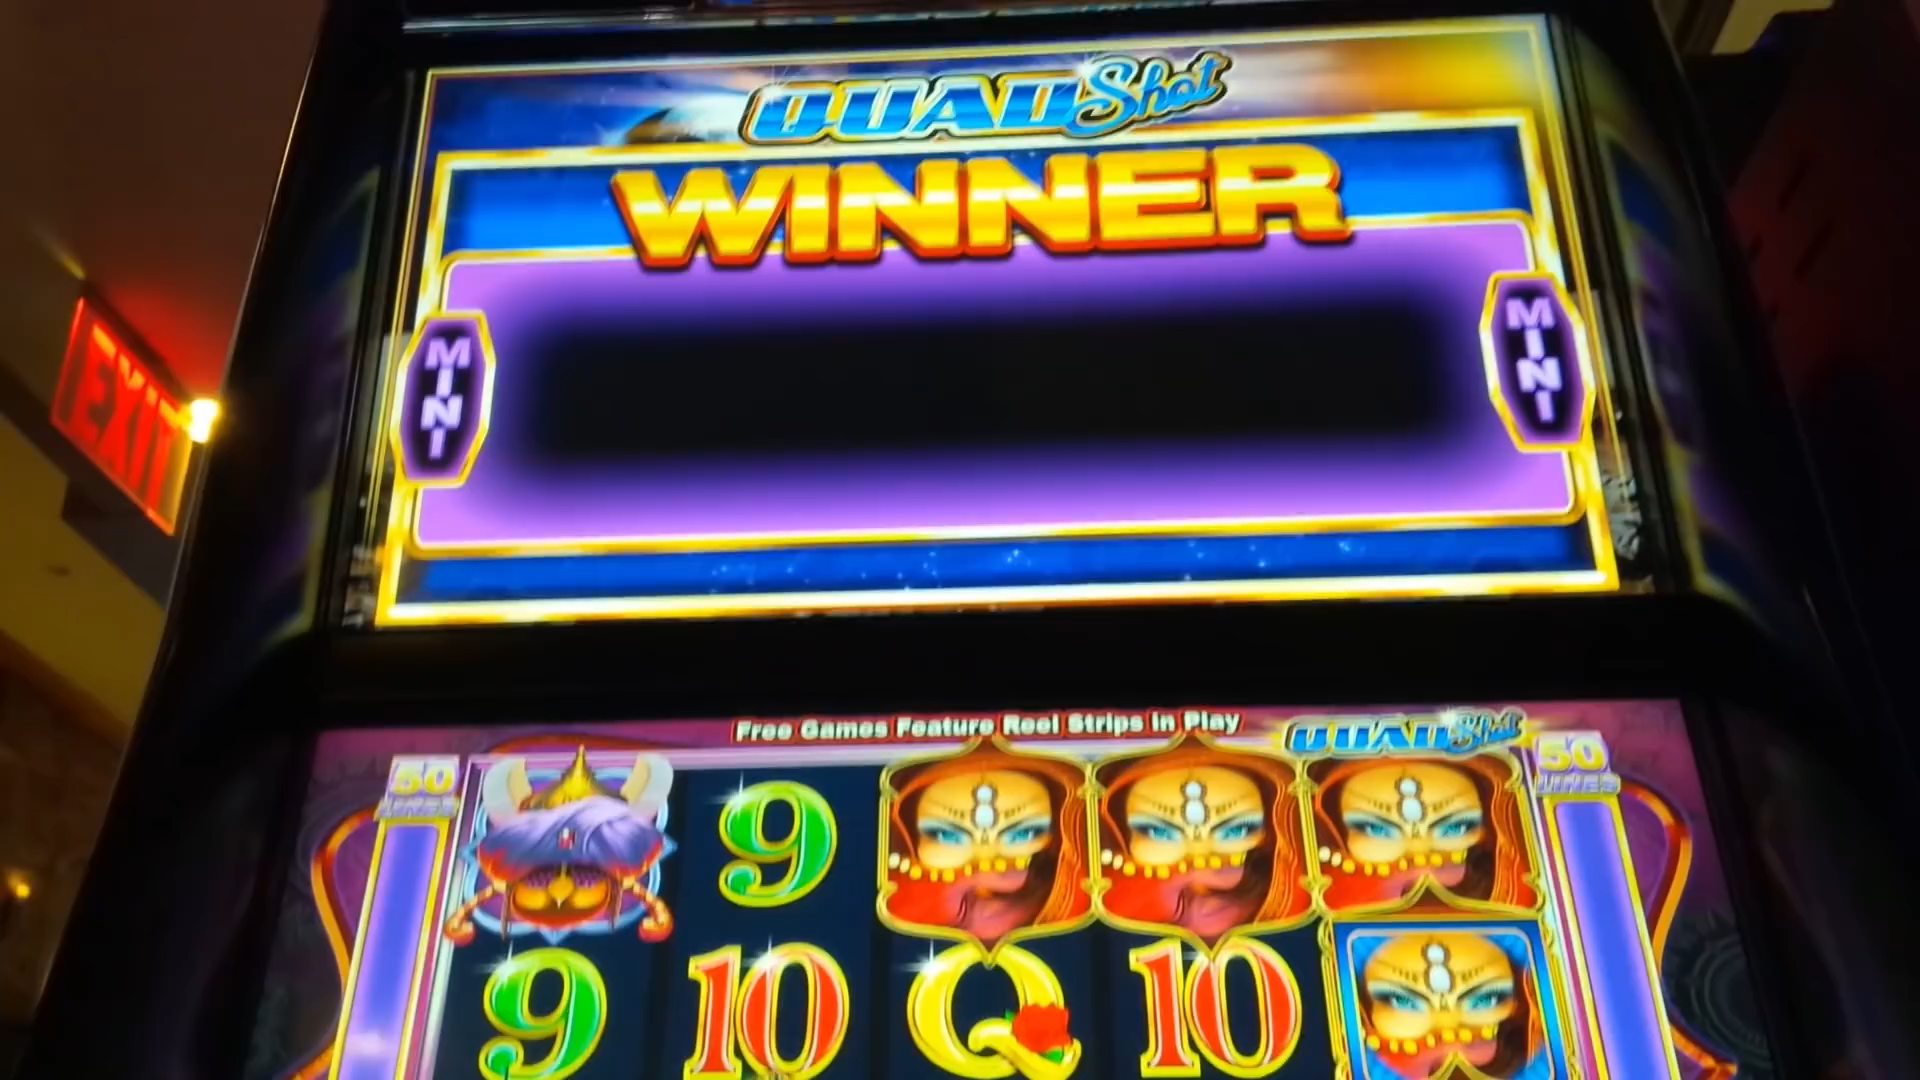 QUAD Shot
WINNER
MINI
MINI
EXIT
Free Games Feature Reel Strips in Play
QUAD Shot
50
LINES
50
LINES
9
9
10
Q
10